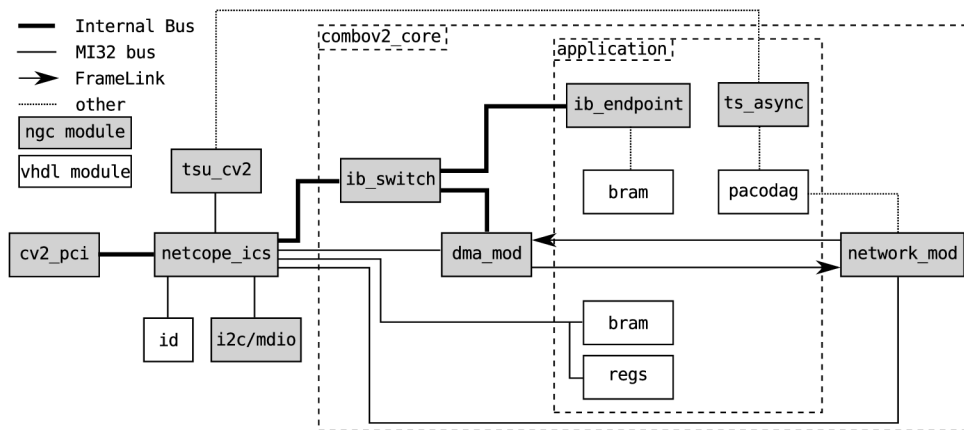 Internal Bus
MI32 bus
FrameLink
other
ngc module
vhdl module
combov2_core
application
ib_endpoint
ts_async
tsu_cv2
ib_switch
bram
pacodag
cv2_pci
netcope_ics
dma_mod
network_mod
id
i2c/mdio
bram
regs